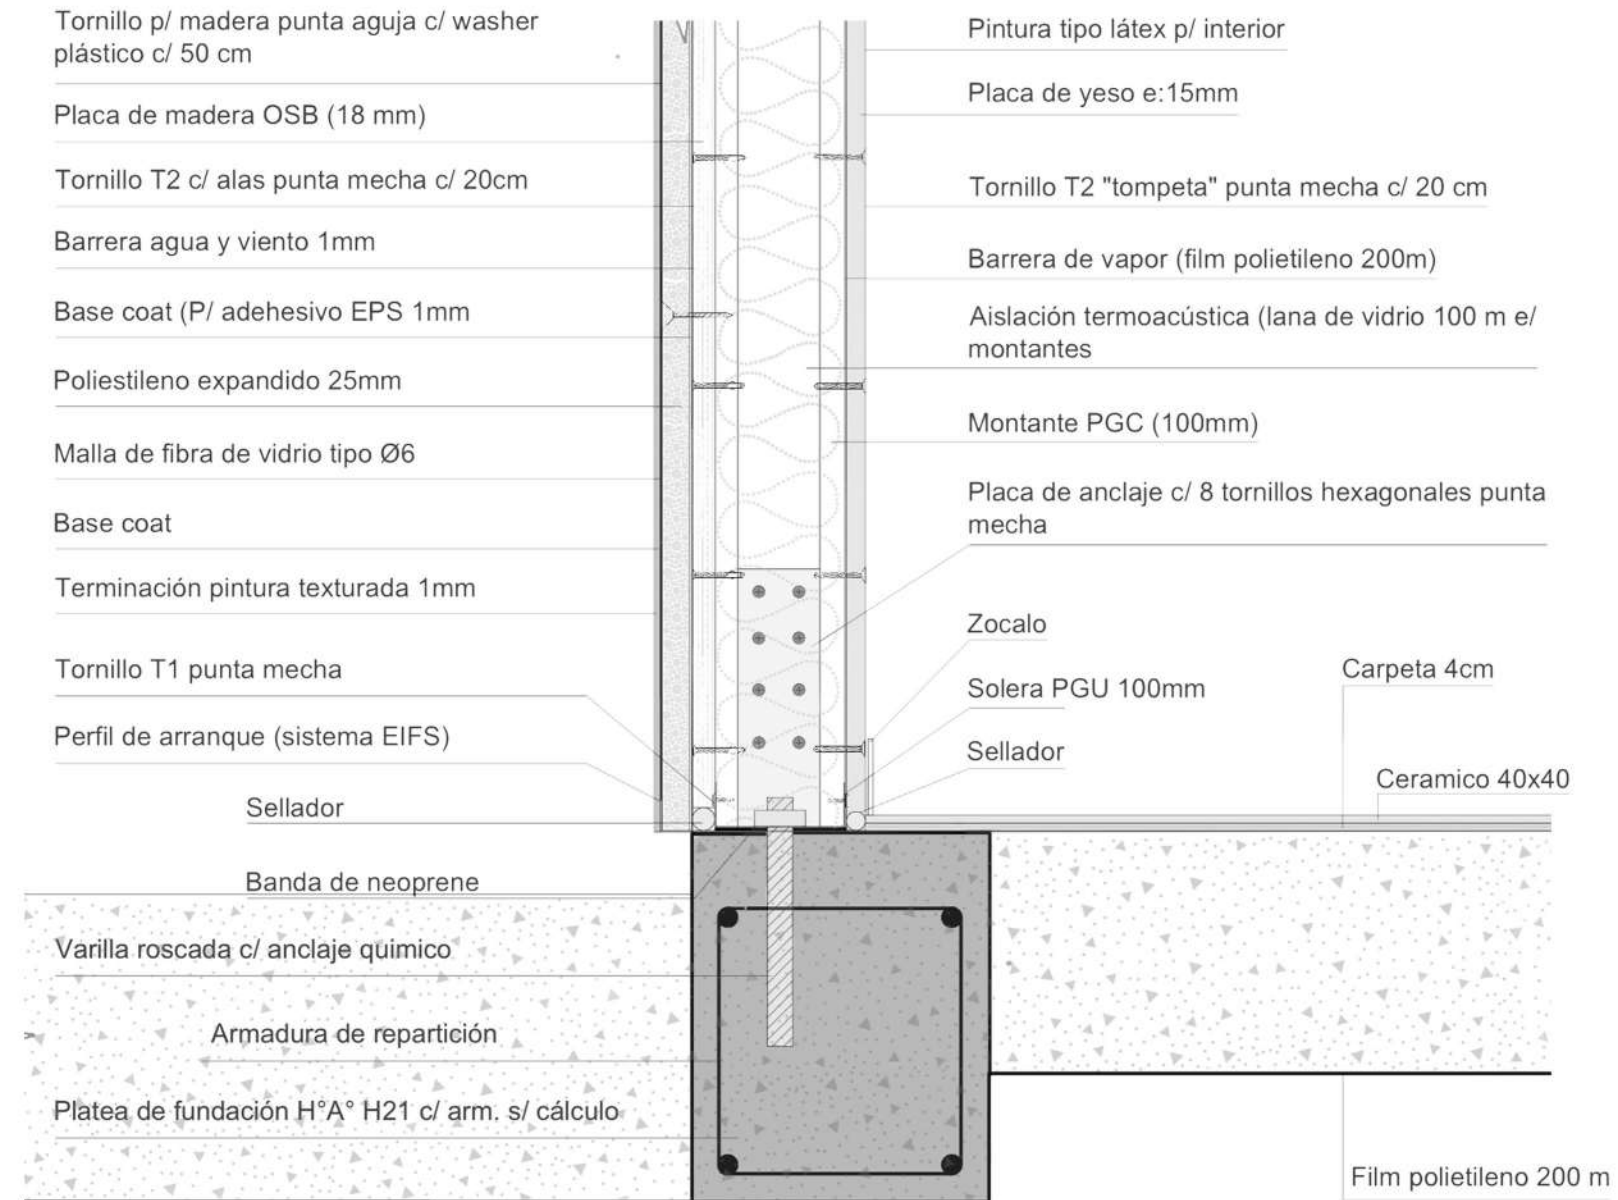 Tornillo p/ madera punta aguja c/ washer
plástico c/ 50 cm
Placa de madera OSB (18 mm)
Tornillo T2 c/ alas punta mecha c/ 20cm
Barrera agua y viento 1mm
Base coat (P/ adehesivo EPS 1mm
Poliestileno expandido 25mm
Malla de fibra de vidrio tipo Ø6
Base coat
Terminación pintura texturada 1mm
Tornillo T1 punta mecha
Perfil de arranque (sistema EIFS)
Sellador
Banda de neoprene
Varilla roscada c/ anclaje quimico
Armadura de repartición
Platea de fundación H°A° H21 c/ arm. s/ cálculo
Pintura tipo látex p/ interior
Placa de yeso e:15mm
Tornillo T2 "tompeta" punta mecha c/ 20 cm
Barrera de vapor (film polietileno 200m)
Aislación termoacústica (lana de vidrio 100 m e/
montantes
Montante PGC (100mm)
Placa de anclaje c/ 8 tornillos hexagonales punta
mecha
Zocalo
Solera PGU 100mm
Sellador
Carpeta 4cm
Ceramico 40x40
Film polietileno 200 m